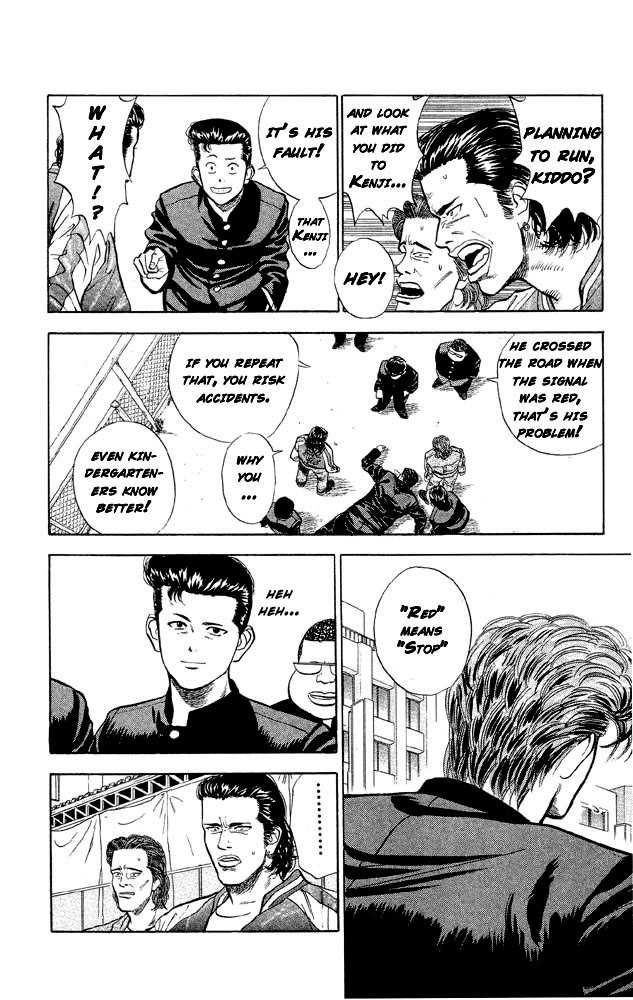 PLANNING
TO RUN,
KIDDO?
AND LOOK
AT WHAT
YOU DID
TO
KENJI...
HEY!
IT'S HIS
FAULT!
THAT
KENJI
...
WHAT!?
HE CROSSED
THE ROAD WHEN
THE SIGNAL
WAS RED,
THAT'S HIS
PROBLEM!
IF YOU REPEAT
THAT, YOU RISK
ACCIDENTS.
WHY
YOU
...
EVEN KIN-
DERGARTEN-
ERS KNOW
BETTER!
"RED"
MEANS
"STOP"
HEH
HEH...
........